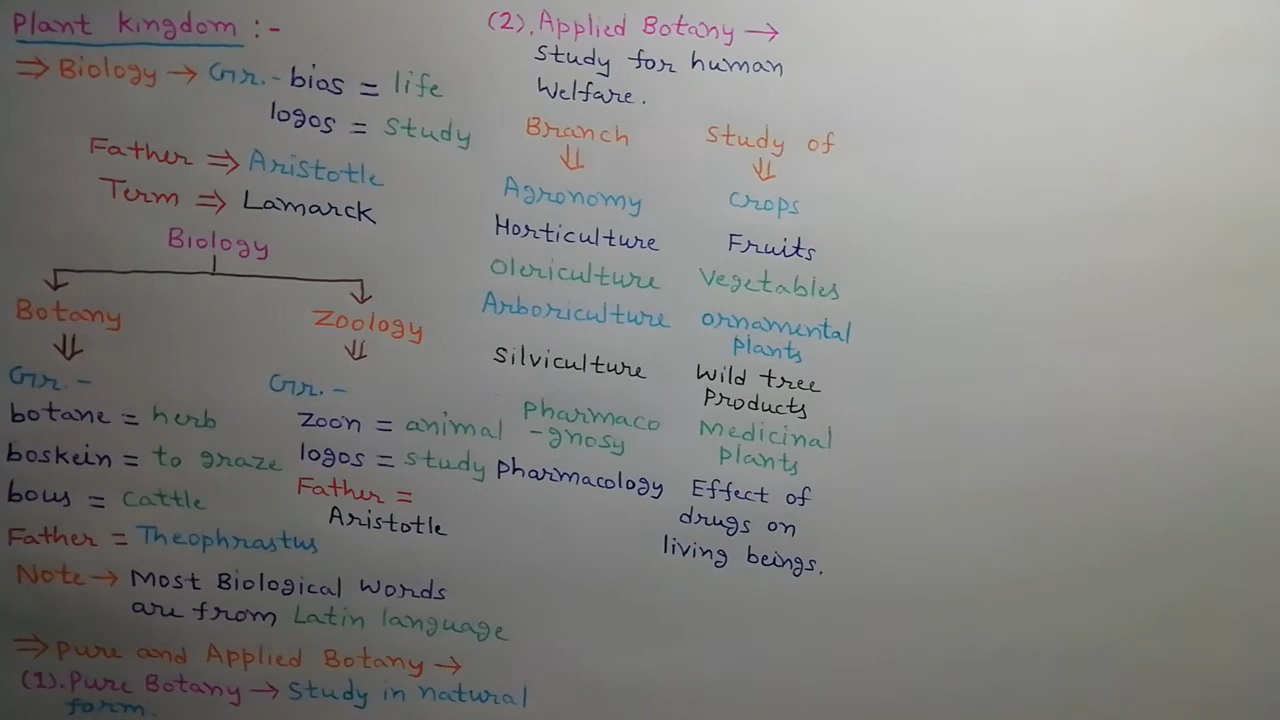 Plant Kingdom :-
⇒ Biology → Gr.- bios = life
logos = study
Father ⇒ Aristotle
Term ⇒ Lamarck
Biology
Botany Zoology
⇓ ⇓
Gr.-
botane = herb
boskein = to graze
bous = cattle
Father = Theophrastus
Gr.-
Zoon = animal
logos = study
Father =
Aristotle
Note → Most Biological words
are from Latin language
⇒ pure and Applied Botany →
(1). Pure Botany → study in natural
form.
(2). Applied Botany →
study for human
Welfare.
Branch study of
⇓ ⇓
Agronomy crops
Horticulture Fruits
Olericulture Vegetables
Arboriculture ornamental
plants
silviculture Wild tree
products
Pharmaco Medicinal
-gnosy plants
pharmacology Effect of
drugs on
living beings.